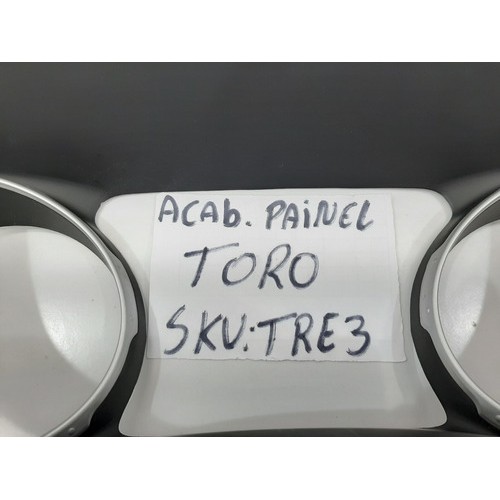 ACAb. PAiNEL
TORO
SKU:TRE3